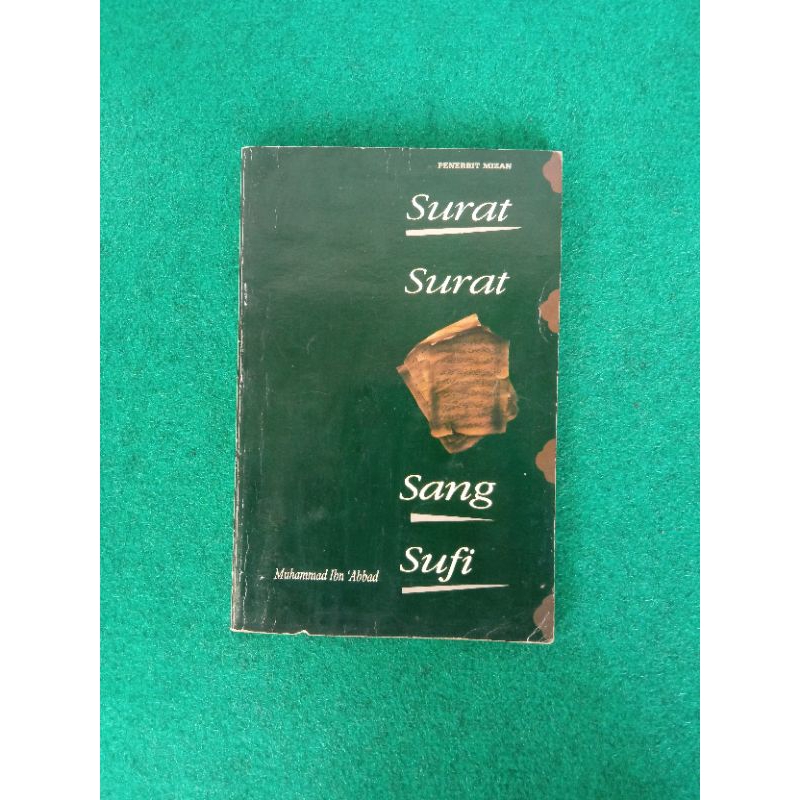 PENERBIT MIZAN
Surat
Surat
Sang
Sufi
Muhammad Ibn 'Abbad